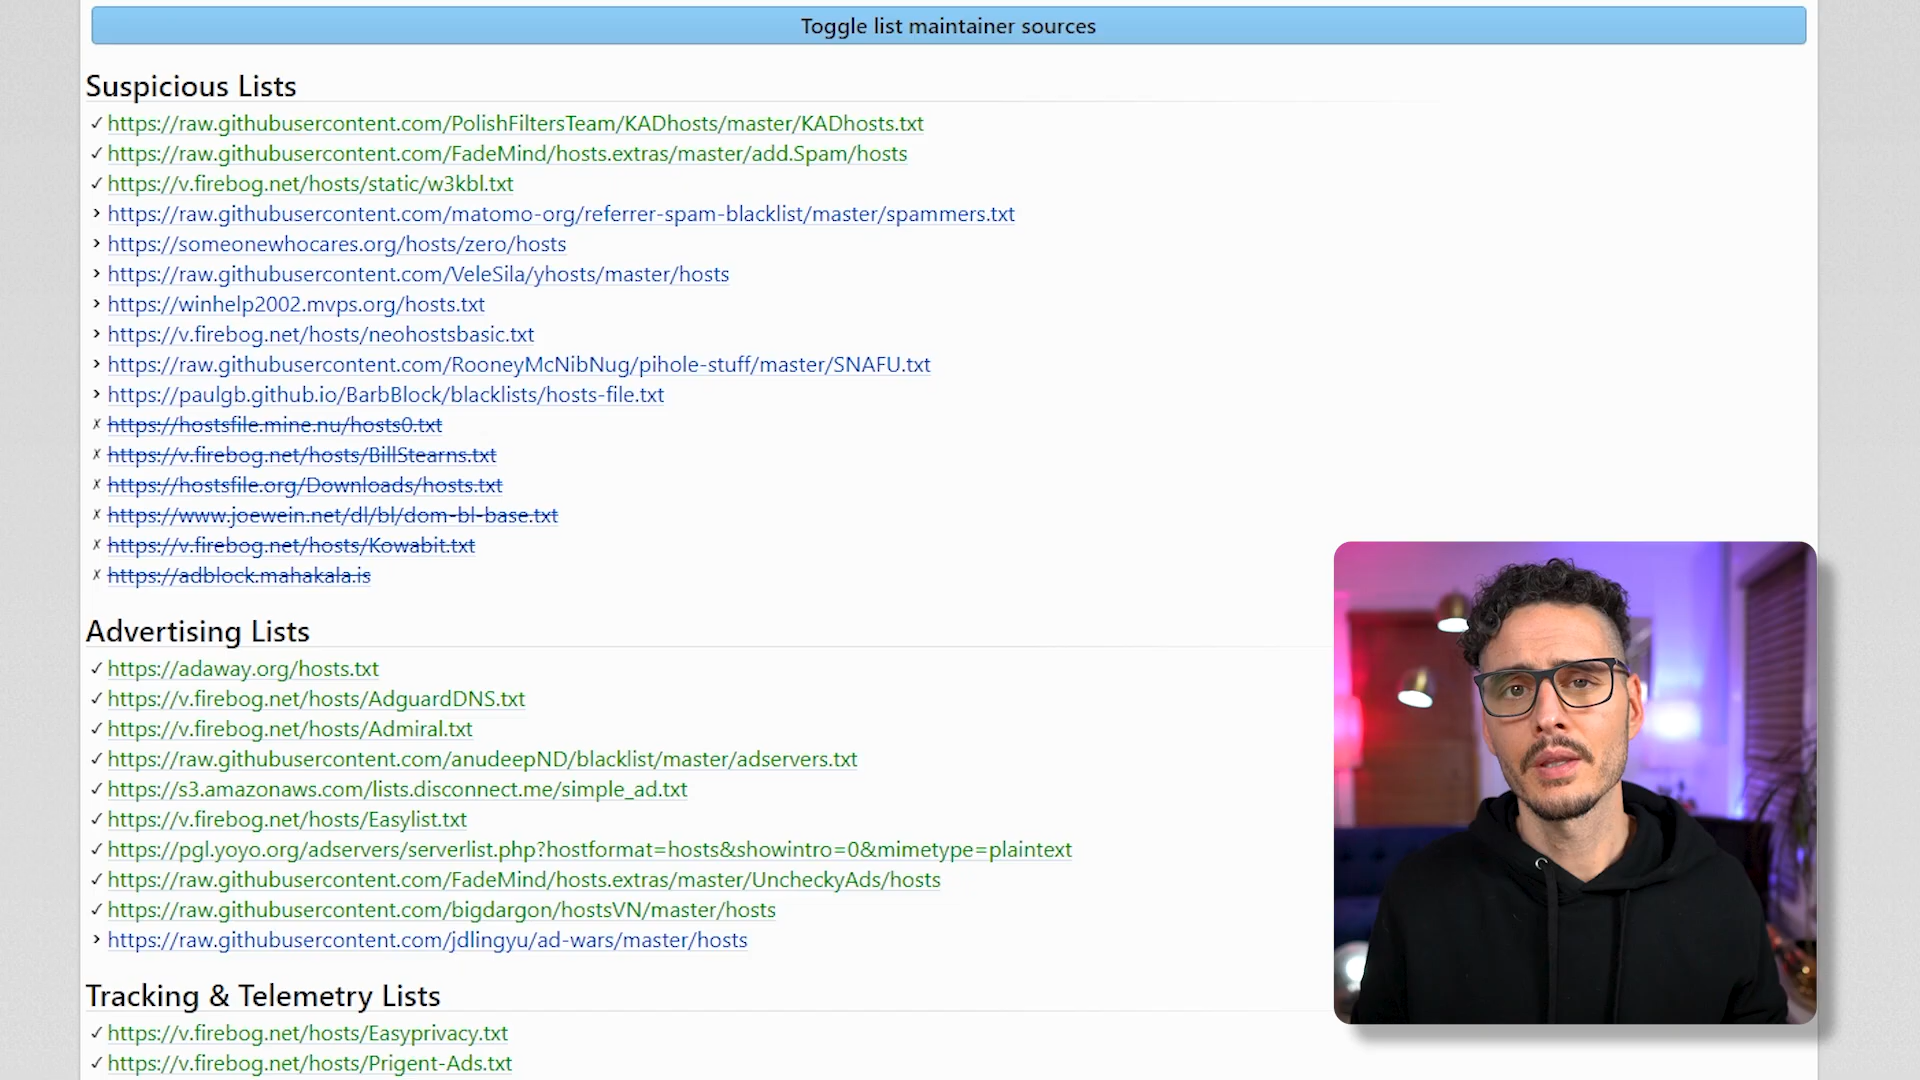 Toggle list maintainer sources
Suspicious Lists
✓ https://raw.githubusercontent.com/PolishFiltersTeam/KADhosts/master/KADhosts.txt
✓ https://raw.githubusercontent.com/FadeMind/hosts.extras/master/add.Spam/hosts
✓ https://v.firebog.net/hosts/static/w3kbl.txt
› https://raw.githubusercontent.com/matomo-org/referrer-spam-blacklist/master/spammers.txt
› https://someonewhocares.org/hosts/zero/hosts
› https://raw.githubusercontent.com/VeleSila/yhosts/master/hosts
› https://winhelp2002.mvps.org/hosts.txt
› https://v.firebog.net/hosts/neohostsbasic.txt
› https://raw.githubusercontent.com/RooneyMcNibNug/pihole-stuff/master/SNAFU.txt
› https://paulgb.github.io/BarbBlock/blacklists/hosts-file.txt
✗ https://hostsfile.mine.nu/hosts0.txt
✗ https://v.firebog.net/hosts/BillStearns.txt
✗ https://hostsfile.org/Downloads/hosts.txt
✗ https://www.joewein.net/dl/bl/dom-bl-base.txt
✗ https://v.firebog.net/hosts/Kowabit.txt
✗ https://adblock.mahakala.is
Advertising Lists
✓ https://adaway.org/hosts.txt
✓ https://v.firebog.net/hosts/AdguardDNS.txt
✓ https://v.firebog.net/hosts/Admiral.txt
✓ https://raw.githubusercontent.com/anudeepND/blacklist/master/adservers.txt
✓ https://s3.amazonaws.com/lists.disconnect.me/simple_ad.txt
✓ https://v.firebog.net/hosts/Easylist.txt
✓ https://pgl.yoyo.org/adservers/serverlist.php?hostformat=hosts&showintro=0&mimetype=plaintext
✓ https://raw.githubusercontent.com/FadeMind/hosts.extras/master/UncheckyAds/hosts
✓ https://raw.githubusercontent.com/bigdargon/hostsVN/master/hosts
› https://raw.githubusercontent.com/jdlingyu/ad-wars/master/hosts
Tracking & Telemetry Lists
✓ https://v.firebog.net/hosts/Easyprivacy.txt
✓ https://v.firebog.net/hosts/Prigent-Ads.txt